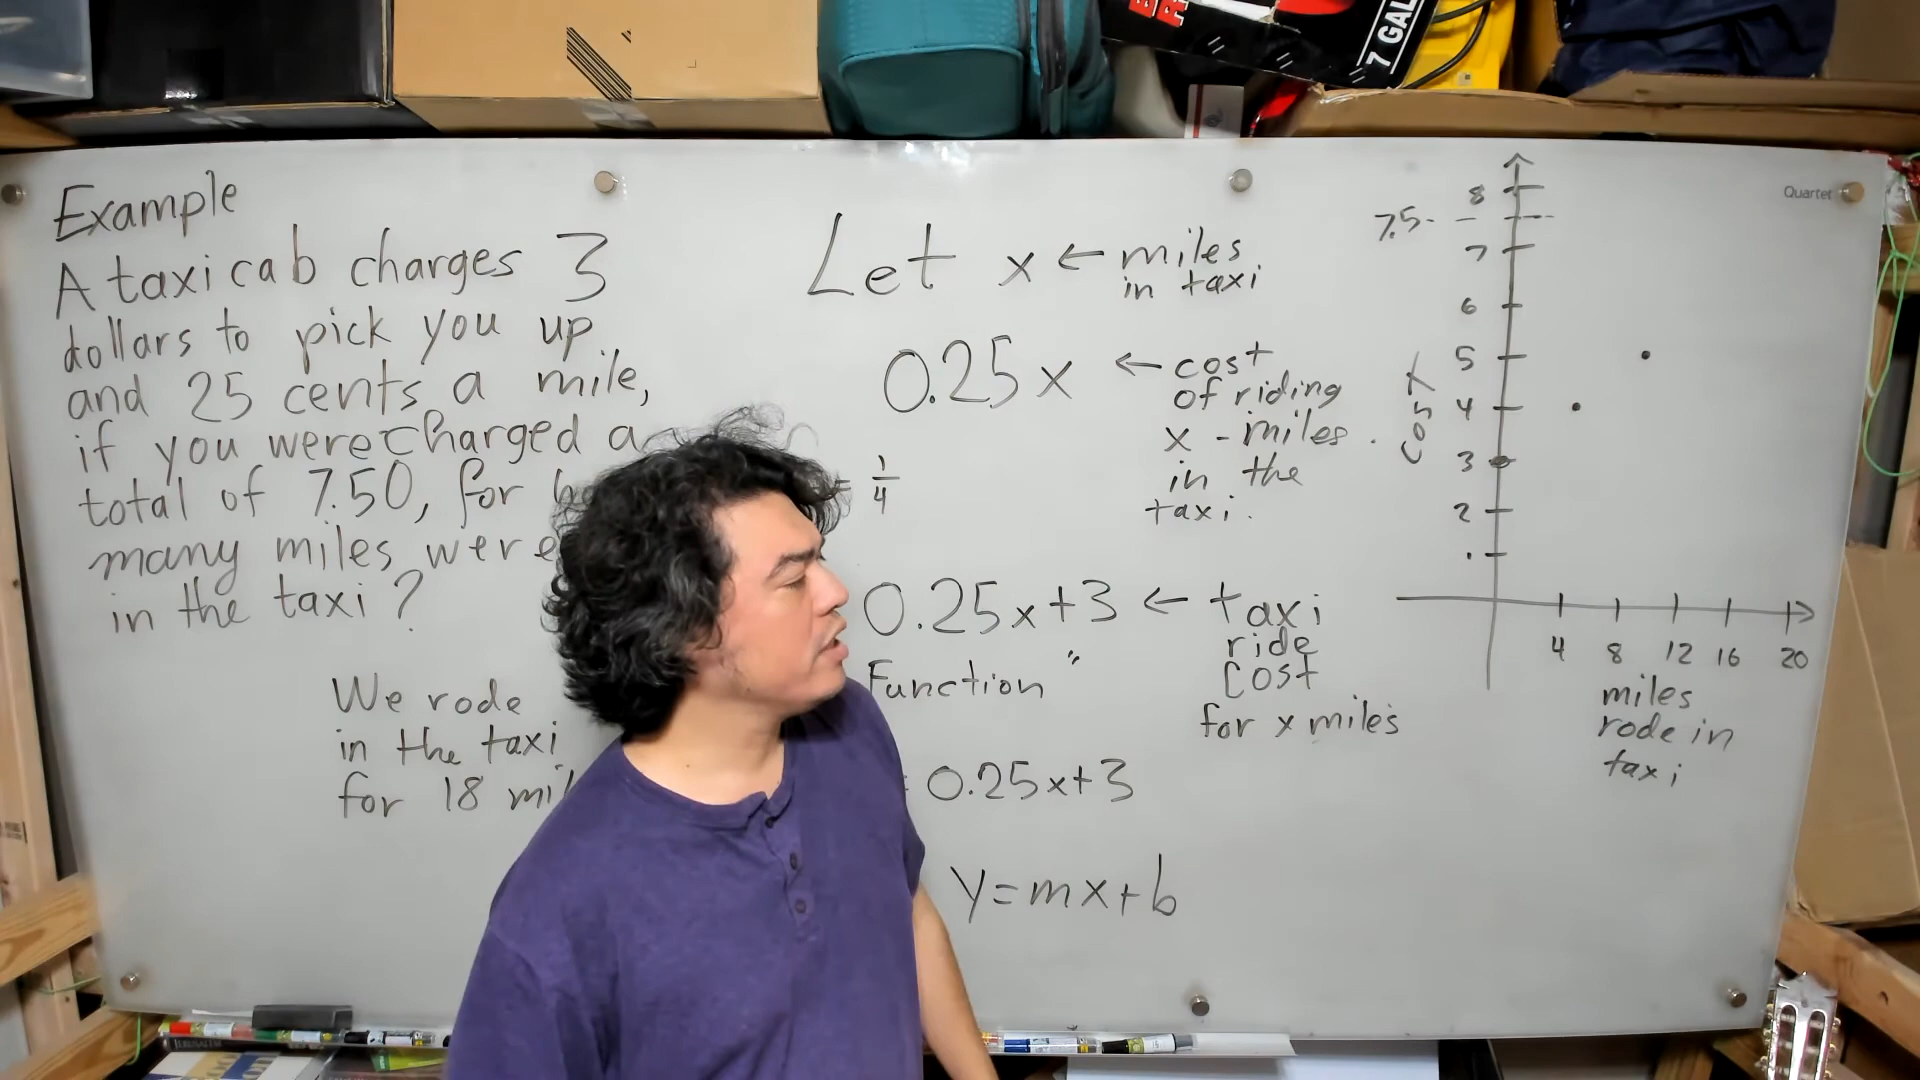 7 GAL
Quartet
Example
A taxi cab charges 3
dollars to pick you up
and 25 cents a mile,
if you were charged a
total of 7.50, for
many miles were
in the taxi?
We rode
in the taxi
for 18
Let x ← miles
in taxi
0.25x ← cost
of riding
x - miles.
in the
taxi.
= 1/4
0.25x+3 ← taxi
ride
cost
for x miles
Function "
0.25x+3
y=mx+b
8
7.5-
7
6
5
4
3
2
cost
4 8 12 16 20
miles
rode in
taxi
JERUSALEM